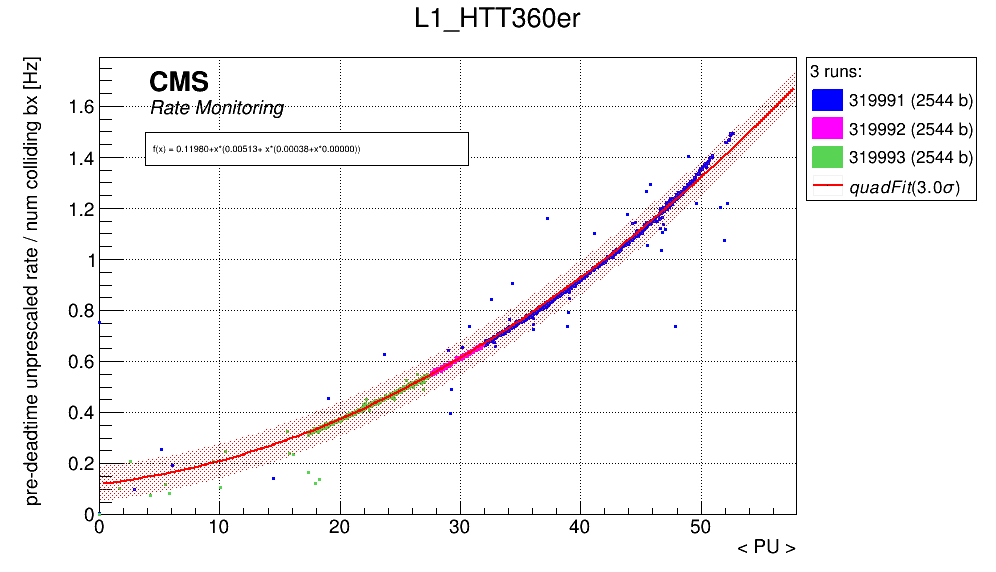 L1_HTT360er
pre-deadtime unprescaled rate / num colliding bx [Hz]
CMS
Rate Monitoring
f(x) = 0.11980+x*(0.00513+ x*(0.00038+x*0.00000))
1.6
1.4
1.2
1
0.8
0.6
0.4
0.2
0
0 10 20 30 40 50
< PU >
3 runs:
319991 (2544 b)
319992 (2544 b)
319993 (2544 b)
quadFit(3.0σ)